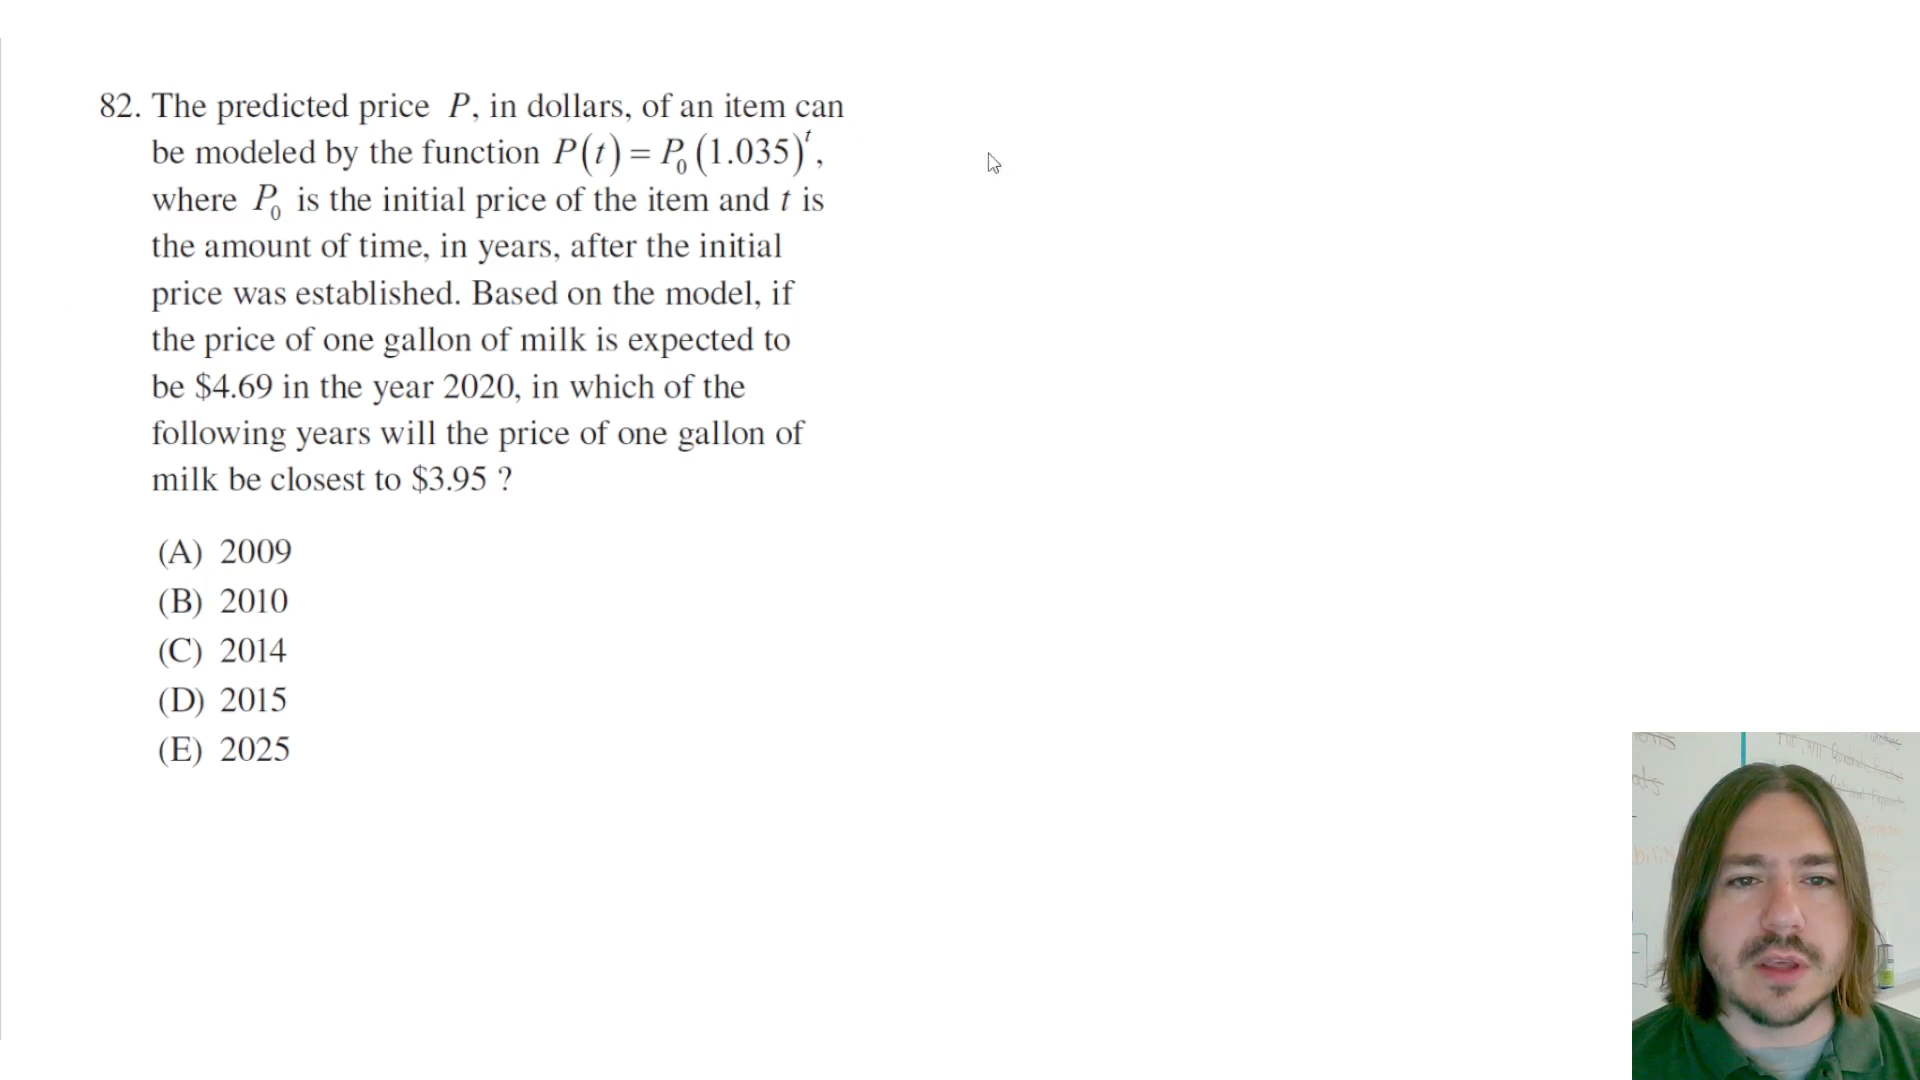 82. The predicted price P, in dollars, of an item can
be modeled by the function P(t) = P₀(1.035)ᵗ,
where P₀ is the initial price of the item and t is
the amount of time, in years, after the initial
price was established. Based on the model, if
the price of one gallon of milk is expected to
be $4.69 in the year 2020, in which of the
following years will the price of one gallon of
milk be closest to $3.95 ?
(A) 2009
(B) 2010
(C) 2014
(D) 2015
(E) 2025